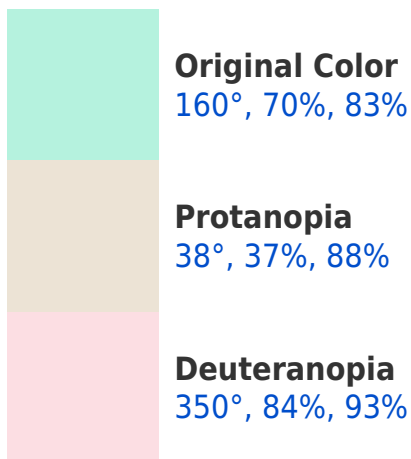 Original Color
160°, 70%, 83%
Protanopia
38°, 37%, 88%
Deuteranopia
350°, 84%, 93%